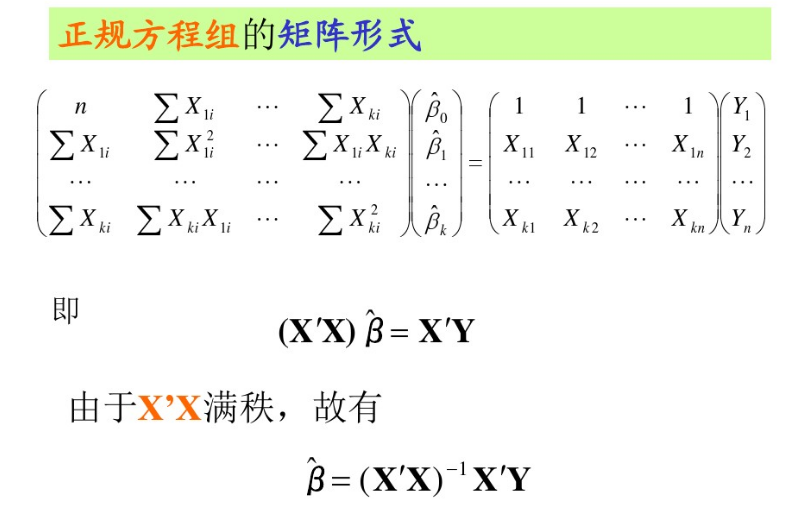 正规方程组的矩阵形式
( n ∑X₁ᵢ ⋯ ∑Xₖᵢ ) ( β̂₀ ) ( 1 1 ⋯ 1 ) ( Y₁ )
∑X₁ᵢ ∑X₁ᵢ² ⋯ ∑X₁ᵢXₖᵢ β̂₁ = X₁₁ X₁₂ ⋯ X₁ₙ Y₂
⋯ ⋯ ⋯ ⋯ ⋯ ⋯ ⋯ ⋯ ⋯ ⋯
∑Xₖᵢ ∑XₖᵢX₁ᵢ ⋯ ∑Xₖᵢ² β̂ₖ Xₖ₁ Xₖ₂ ⋯ Xₖₙ Yₙ
即
(X′X) β̂ = X′Y
由于X’X满秩，故有
β̂ = (X′X)⁻¹ X′Y